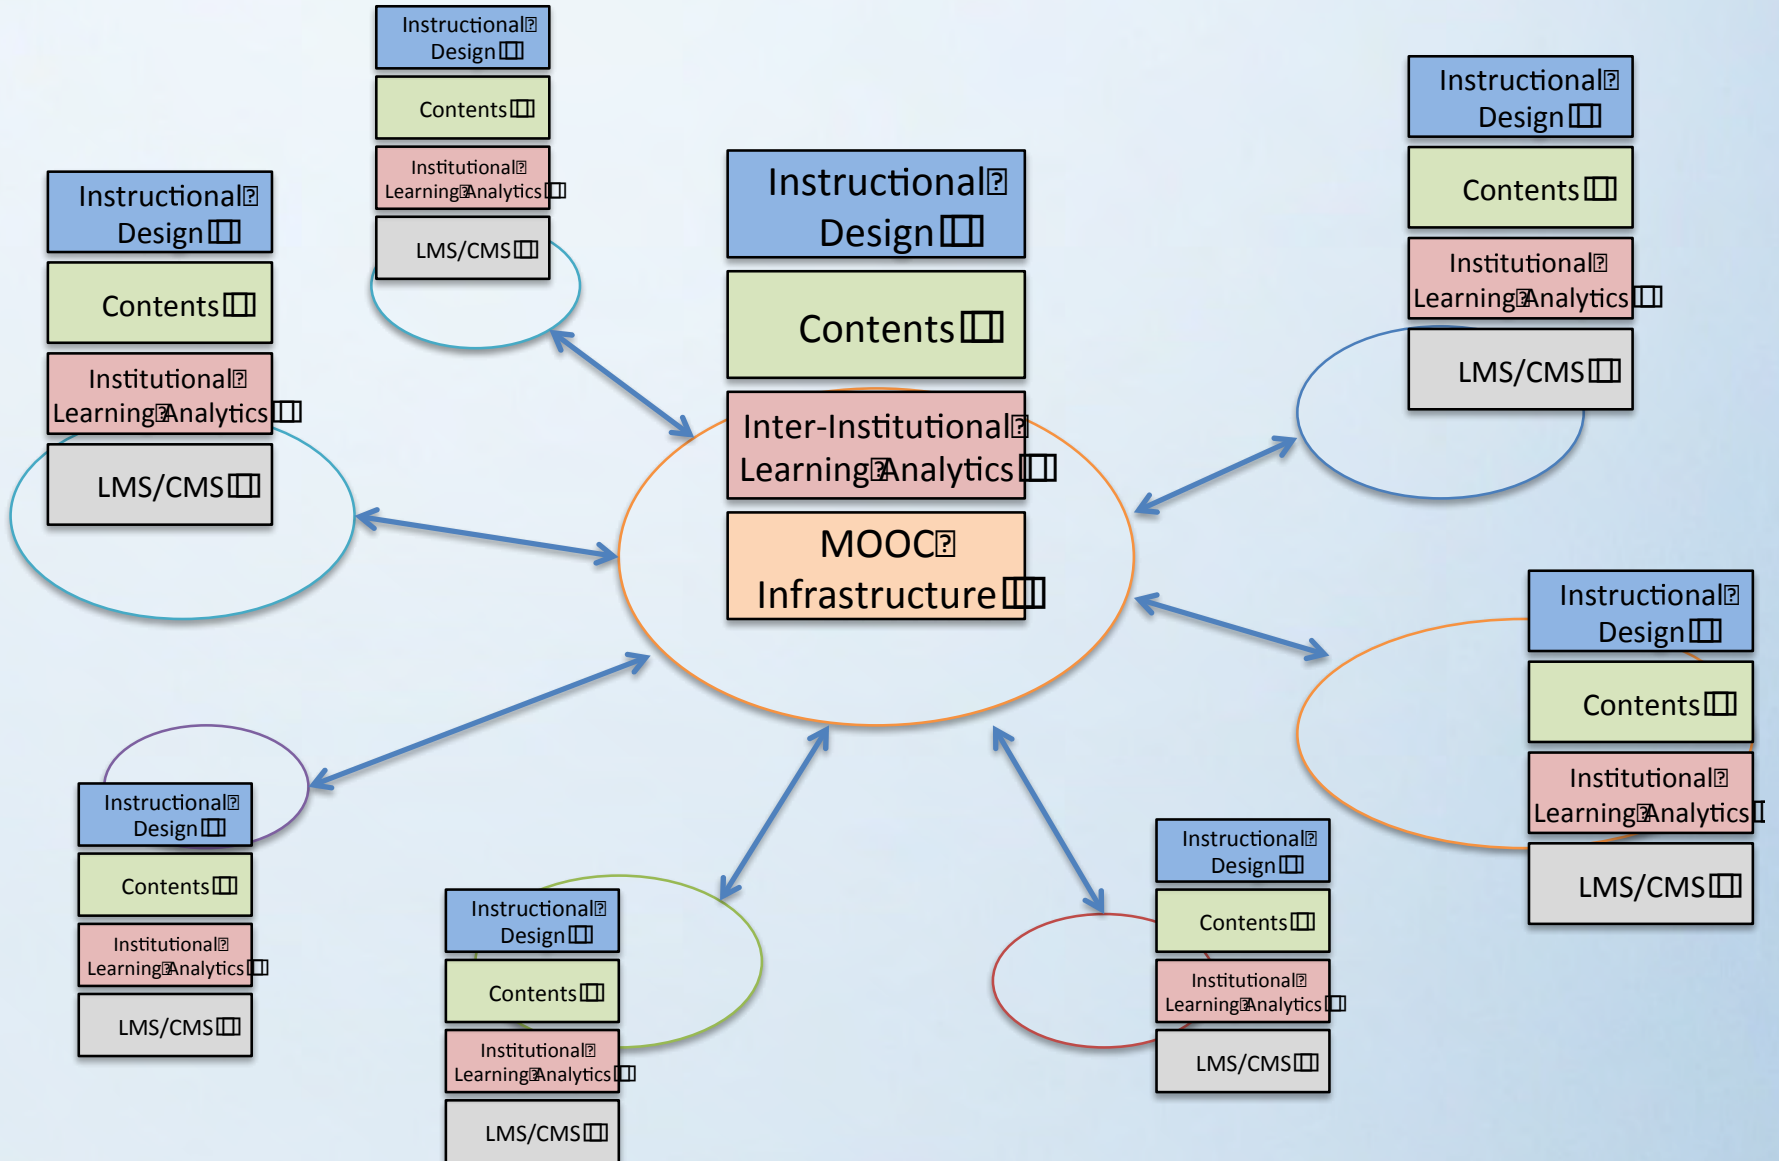 Instructional
Design
Contents
Institutional
Learning Analytics
LMS/CMS
Instructional
Design
Contents
Institutional
Learning Analytics
LMS/CMS
Instructional
Design
Contents
Inter-Institutional
Learning Analytics
MOOC
Infrastructure
Instructional
Design
Contents
Institutional
Learning Analytics
LMS/CMS
Instructional
Design
Contents
Institutional
Learning Analytics
LMS/CMS
Instructional
Design
Contents
Institutional
Learning Analytics
LMS/CMS
Instructional
Design
Contents
Institutional
Learning Analytics
LMS/CMS
Instructional
Design
Contents
Institutional
Learning Analytics
LMS/CMS